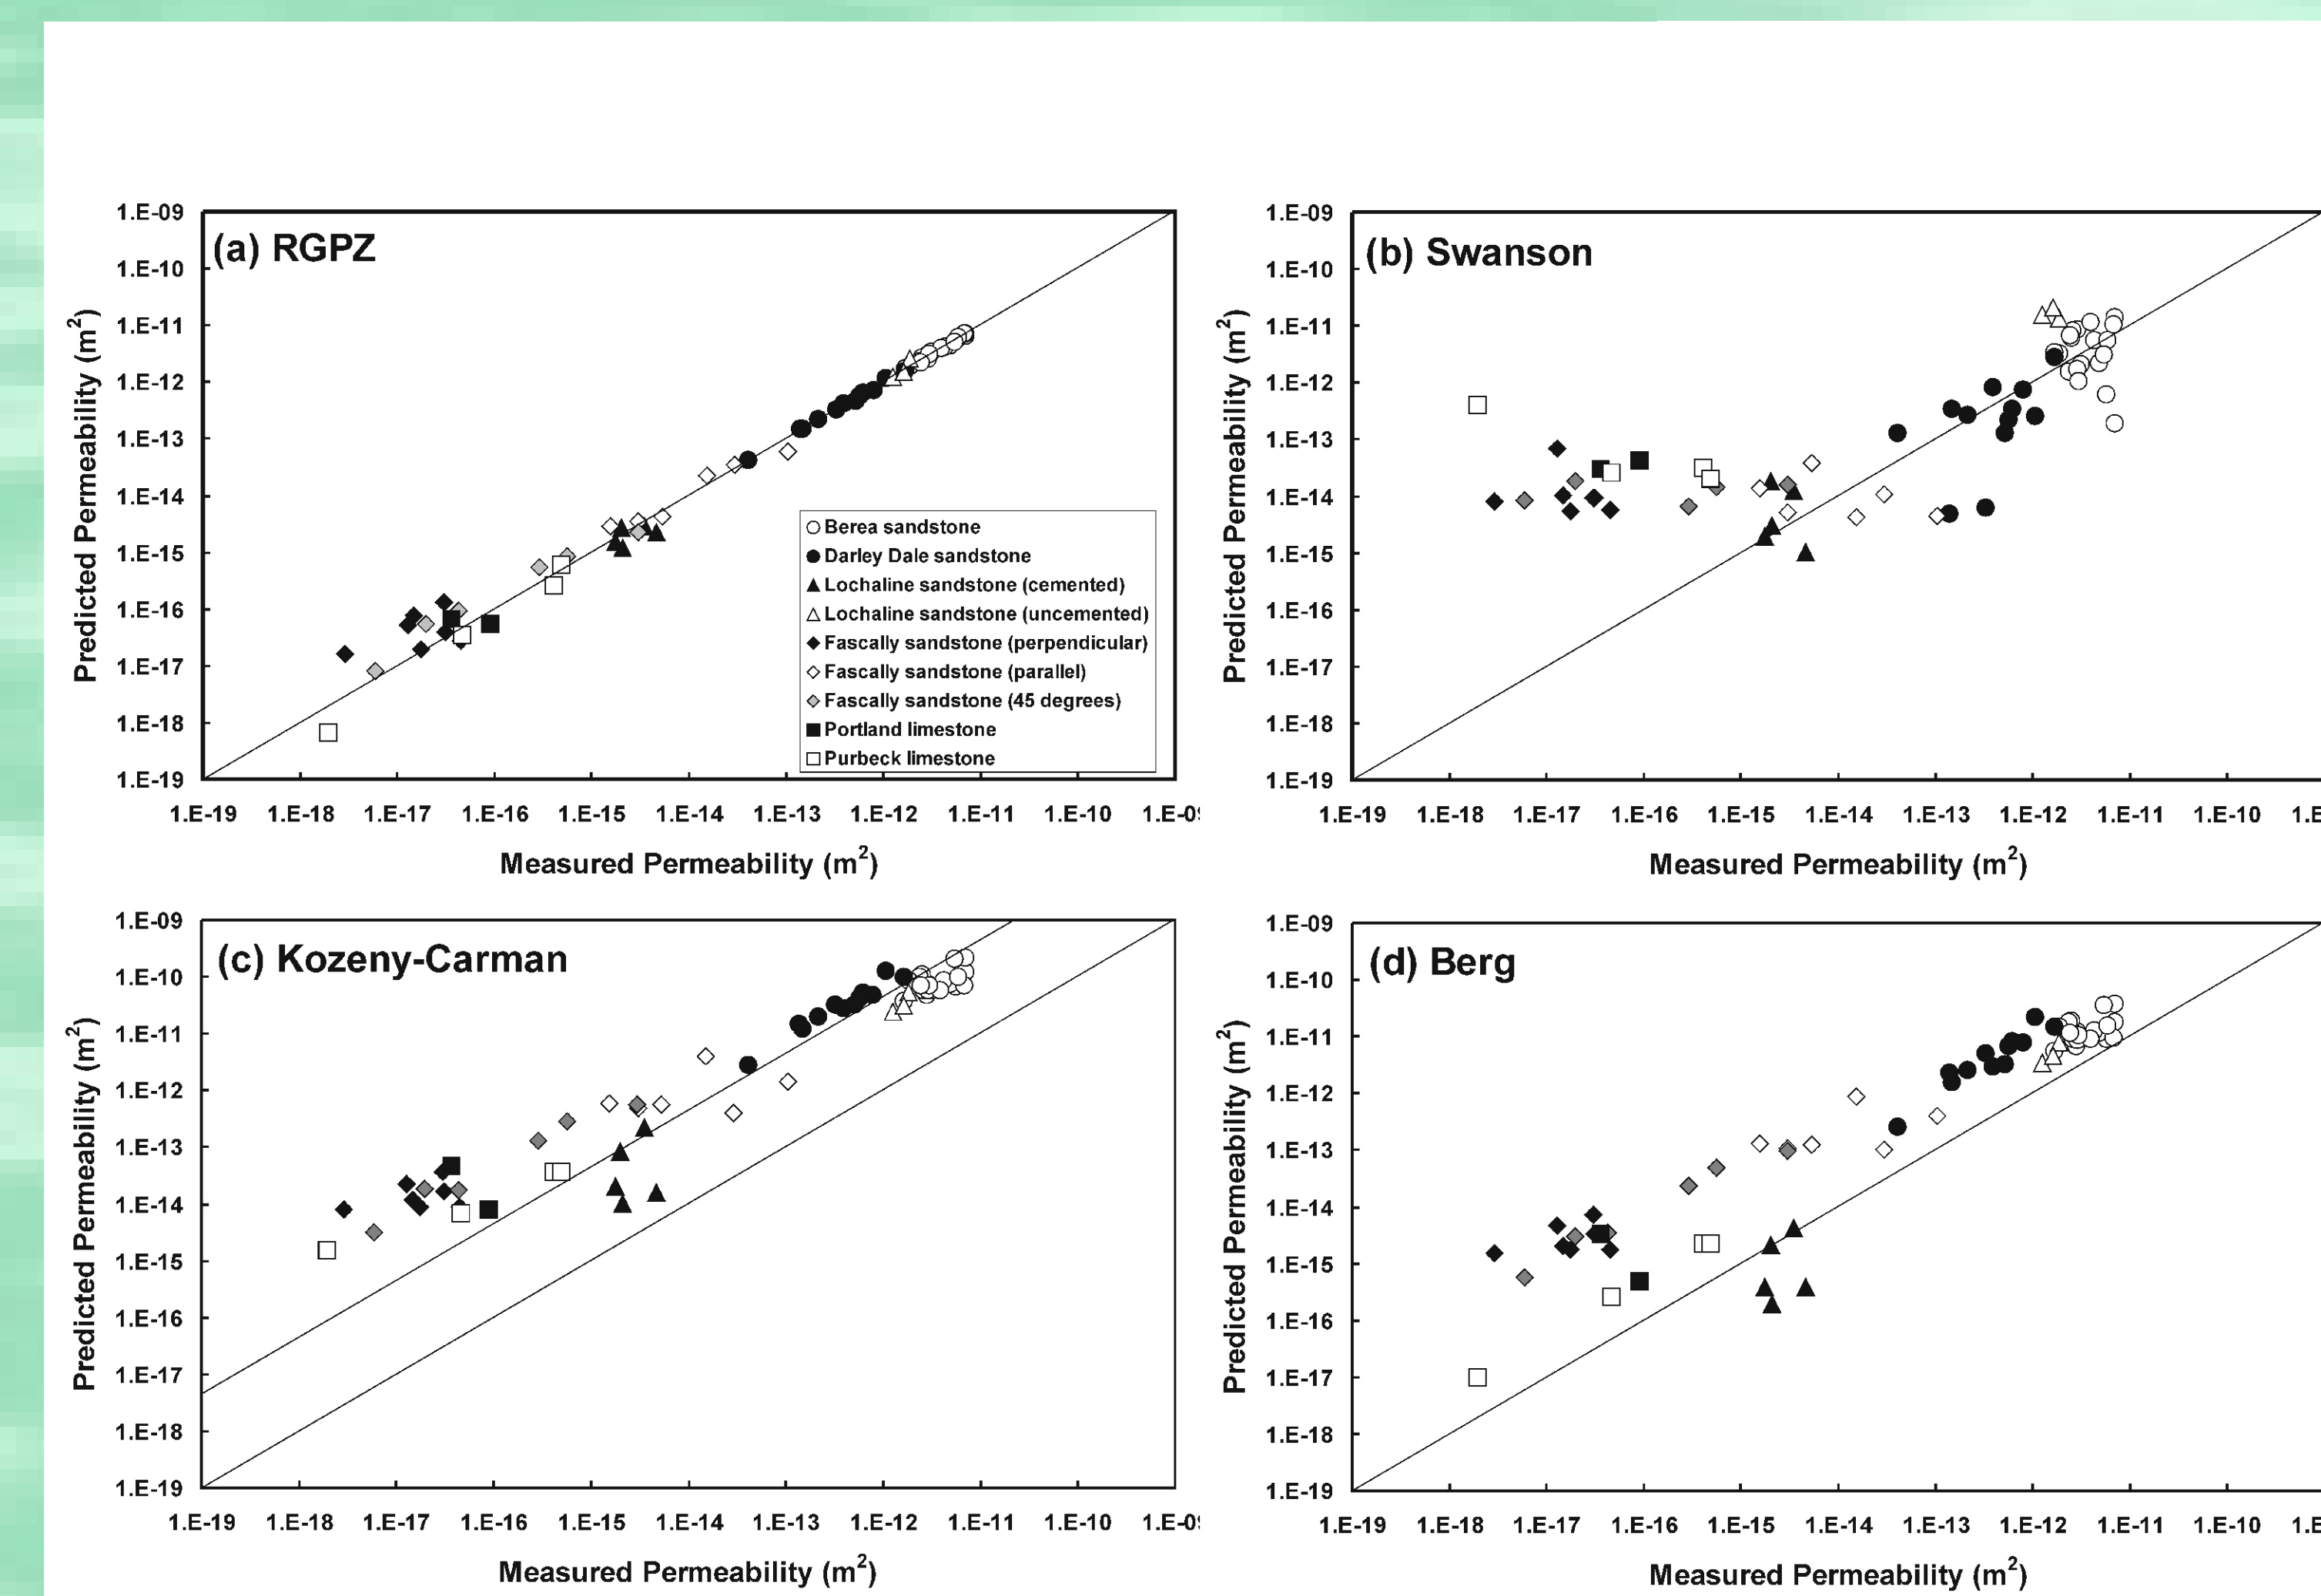 (a) RGPZ
Predicted Permeability (m2)
1.E-09
1.E-10
1.E-11
1.E-12
1.E-13
1.E-14
1.E-15
1.E-16
1.E-17
1.E-18
1.E-19
Berea sandstone
Darley Dale sandstone
Lochaline sandstone (cemented)
Lochaline sandstone (uncemented)
Fascally sandstone (perpendicular)
Fascally sandstone (parallel)
Fascally sandstone (45 degrees)
Portland limestone
Purbeck limestone
1.E-19 1.E-18 1.E-17 1.E-16 1.E-15 1.E-14 1.E-13 1.E-12 1.E-11 1.E-10
Measured Permeability (m2)
(b) Swanson
Predicted Permeability (m2)
1.E-09
1.E-10
1.E-11
1.E-12
1.E-13
1.E-14
1.E-15
1.E-16
1.E-17
1.E-18
1.E-19
1.E-19 1.E-18 1.E-17 1.E-16 1.E-15 1.E-14 1.E-13 1.E-12 1.E-11 1.E-10
Measured Permeability (m2)
(c) Kozeny-Carman
Predicted Permeability (m2)
1.E-09
1.E-10
1.E-11
1.E-12
1.E-13
1.E-14
1.E-15
1.E-16
1.E-17
1.E-18
1.E-19
1.E-19 1.E-18 1.E-17 1.E-16 1.E-15 1.E-14 1.E-13 1.E-12 1.E-11 1.E-10
Measured Permeability (m2)
(d) Berg
Predicted Permeability (m2)
1.E-09
1.E-10
1.E-11
1.E-12
1.E-13
1.E-14
1.E-15
1.E-16
1.E-17
1.E-18
1.E-19
1.E-19 1.E-18 1.E-17 1.E-16 1.E-15 1.E-14 1.E-13 1.E-12 1.E-11 1.E-10
Measured Permeability (m2)